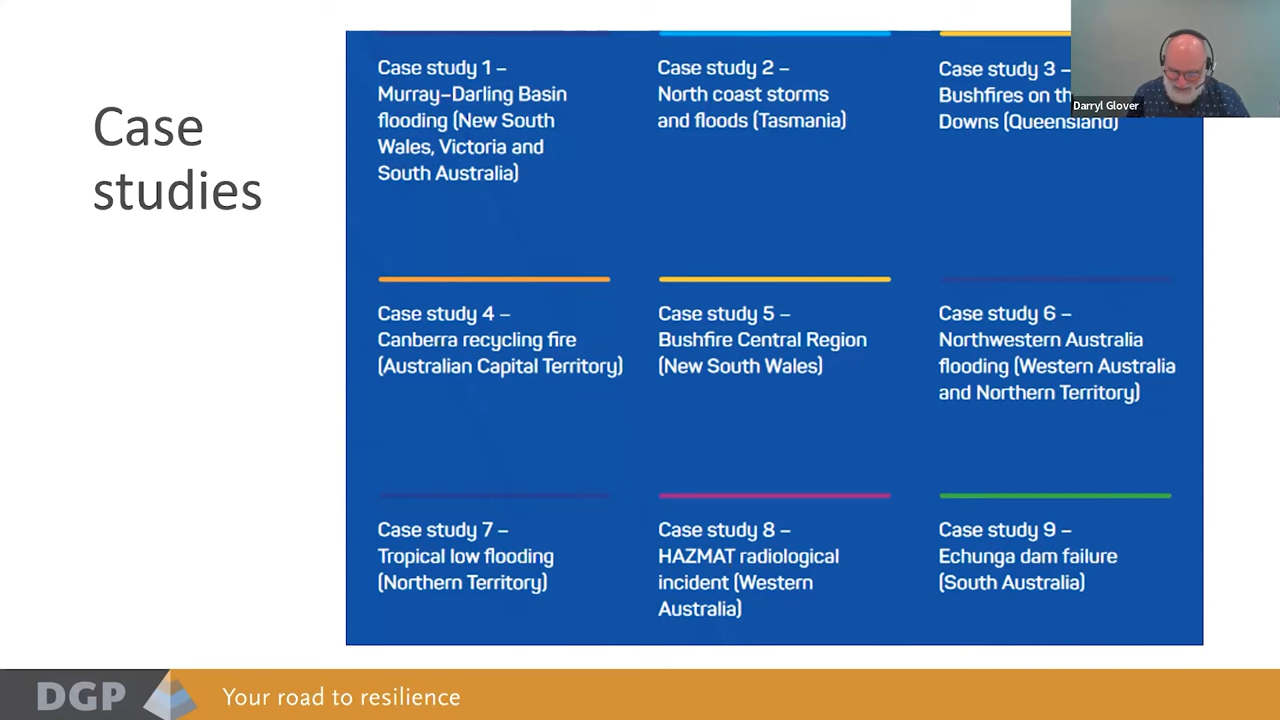 Case
studies
Case study 1 –
Murray–Darling Basin
flooding (New South
Wales, Victoria and
South Australia)
Case study 2 –
North coast storms
and floods (Tasmania)
Case study 3 –
Bushfires on
Downs (Queensland)
Darryl Glover
Case study 4 –
Canberra recycling fire
(Australian Capital Territory)
Case study 5 –
Bushfire Central Region
(New South Wales)
Case study 6 –
Northwestern Australia
flooding (Western Australia
and Northern Territory)
Case study 7 –
Tropical low flooding
(Northern Territory)
Case study 8 –
HAZMAT radiological
incident (Western
Australia)
Case study 9 –
Echunga dam failure
(South Australia)
DGP
Your road to resilience